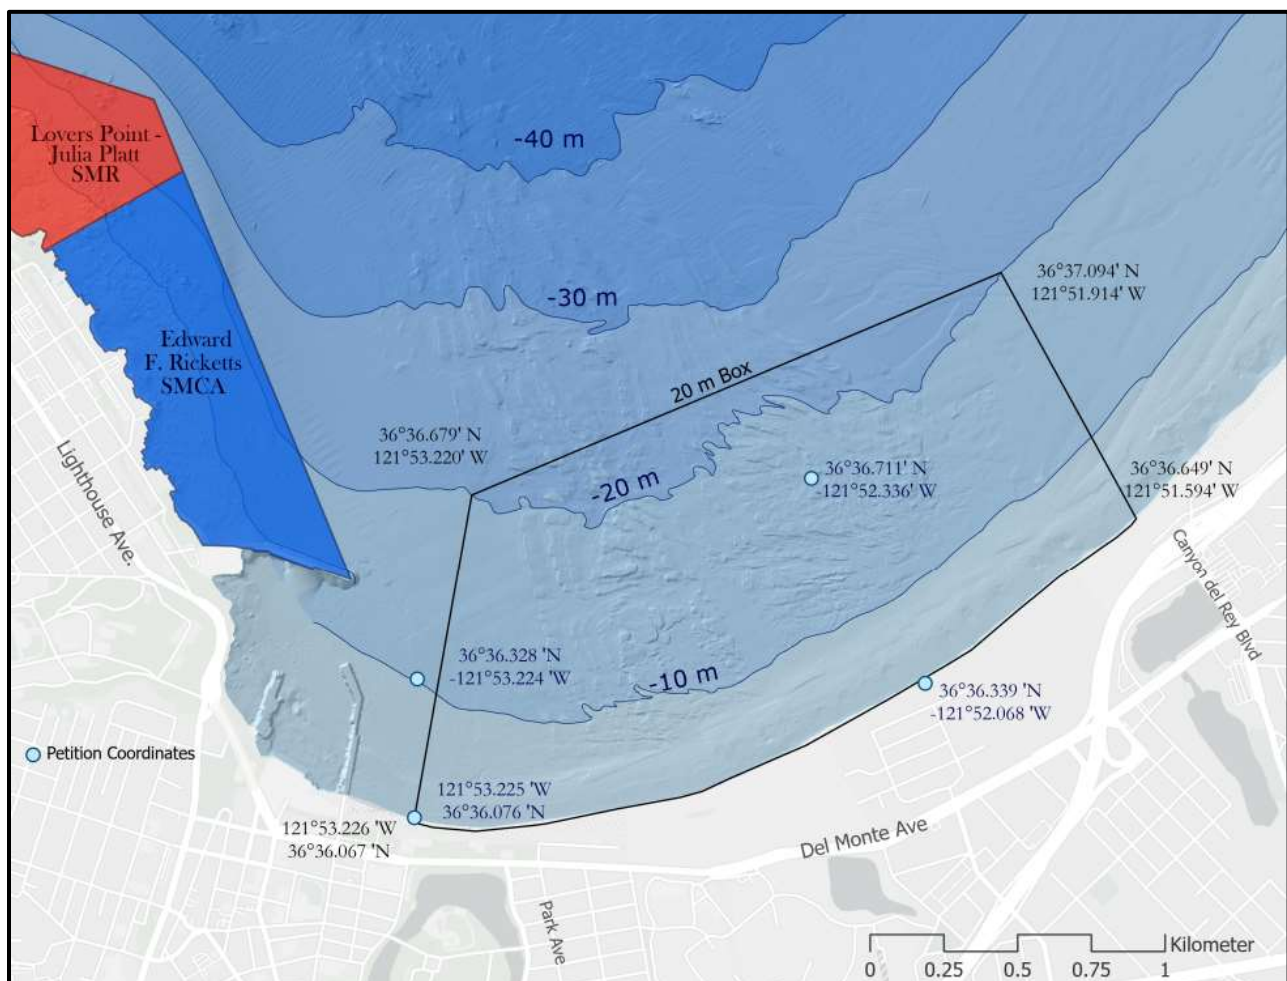 Lovers Point -
Julia Platt
SMR
-40 m
36°37.094' N
121°51.914' W
-30 m
Edward
F. Ricketts
SMCA
20 m Box
36°36.679' N
121°53.220' W
Lighthouse Ave.
-20 m
36°36.711' N
-121°52.336' W
36°36.649' N
121°51.594' W
Canyon del Rey Blvd
36°36.328 'N
-121°53.224 'W
-10 m
36°36.339 'N
-121°52.068 'W
Petition Coordinates
121°53.225 'W
36°36.076 'N
121°53.226 'W
36°36.067 'N
Del Monte Ave
Park Ave
Kilometer
0 0.25 0.5 0.75 1